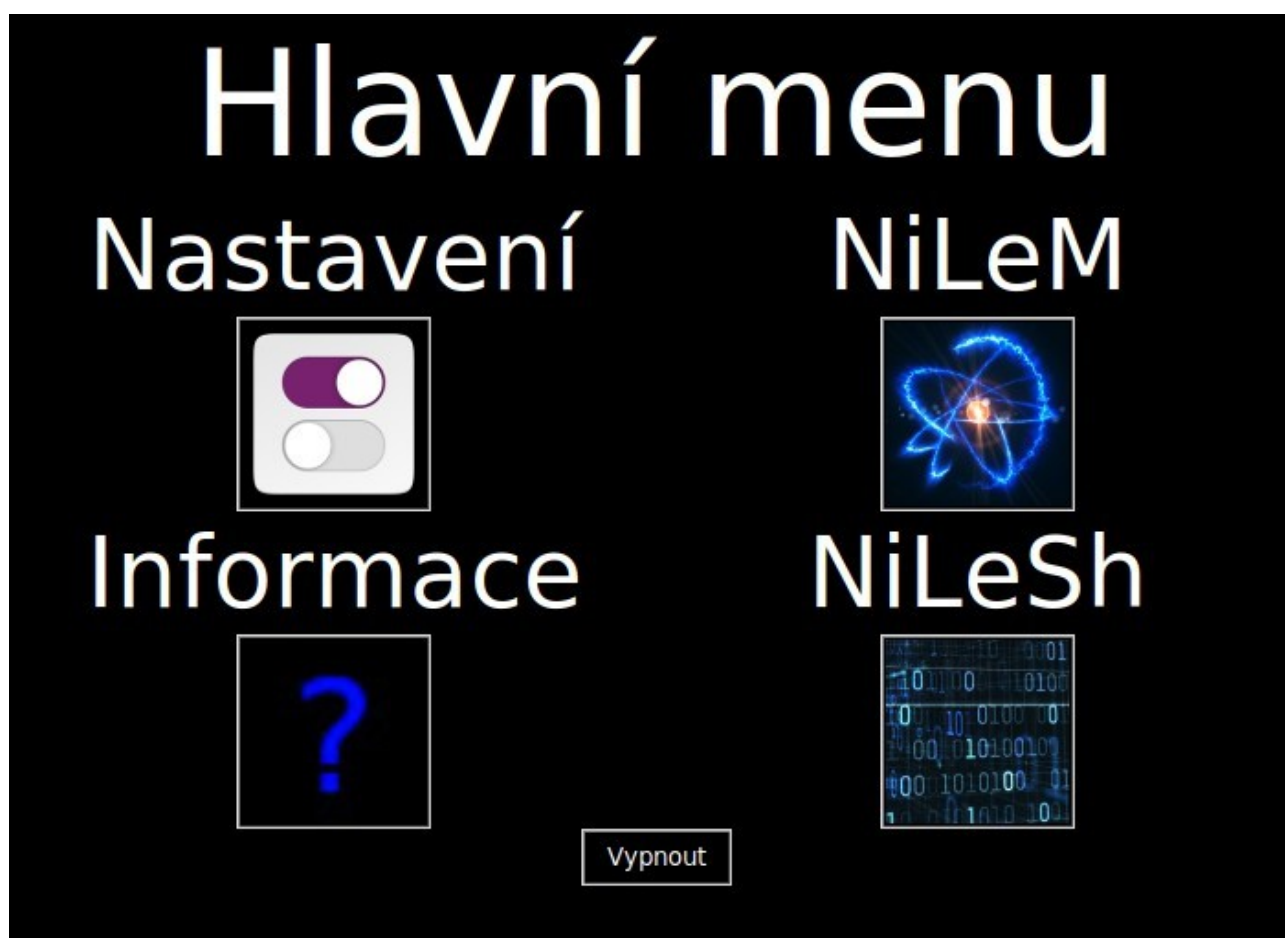 Hlavní menu
Nastavení
NiLeM
Informace
?
NiLeSh
Vypnout